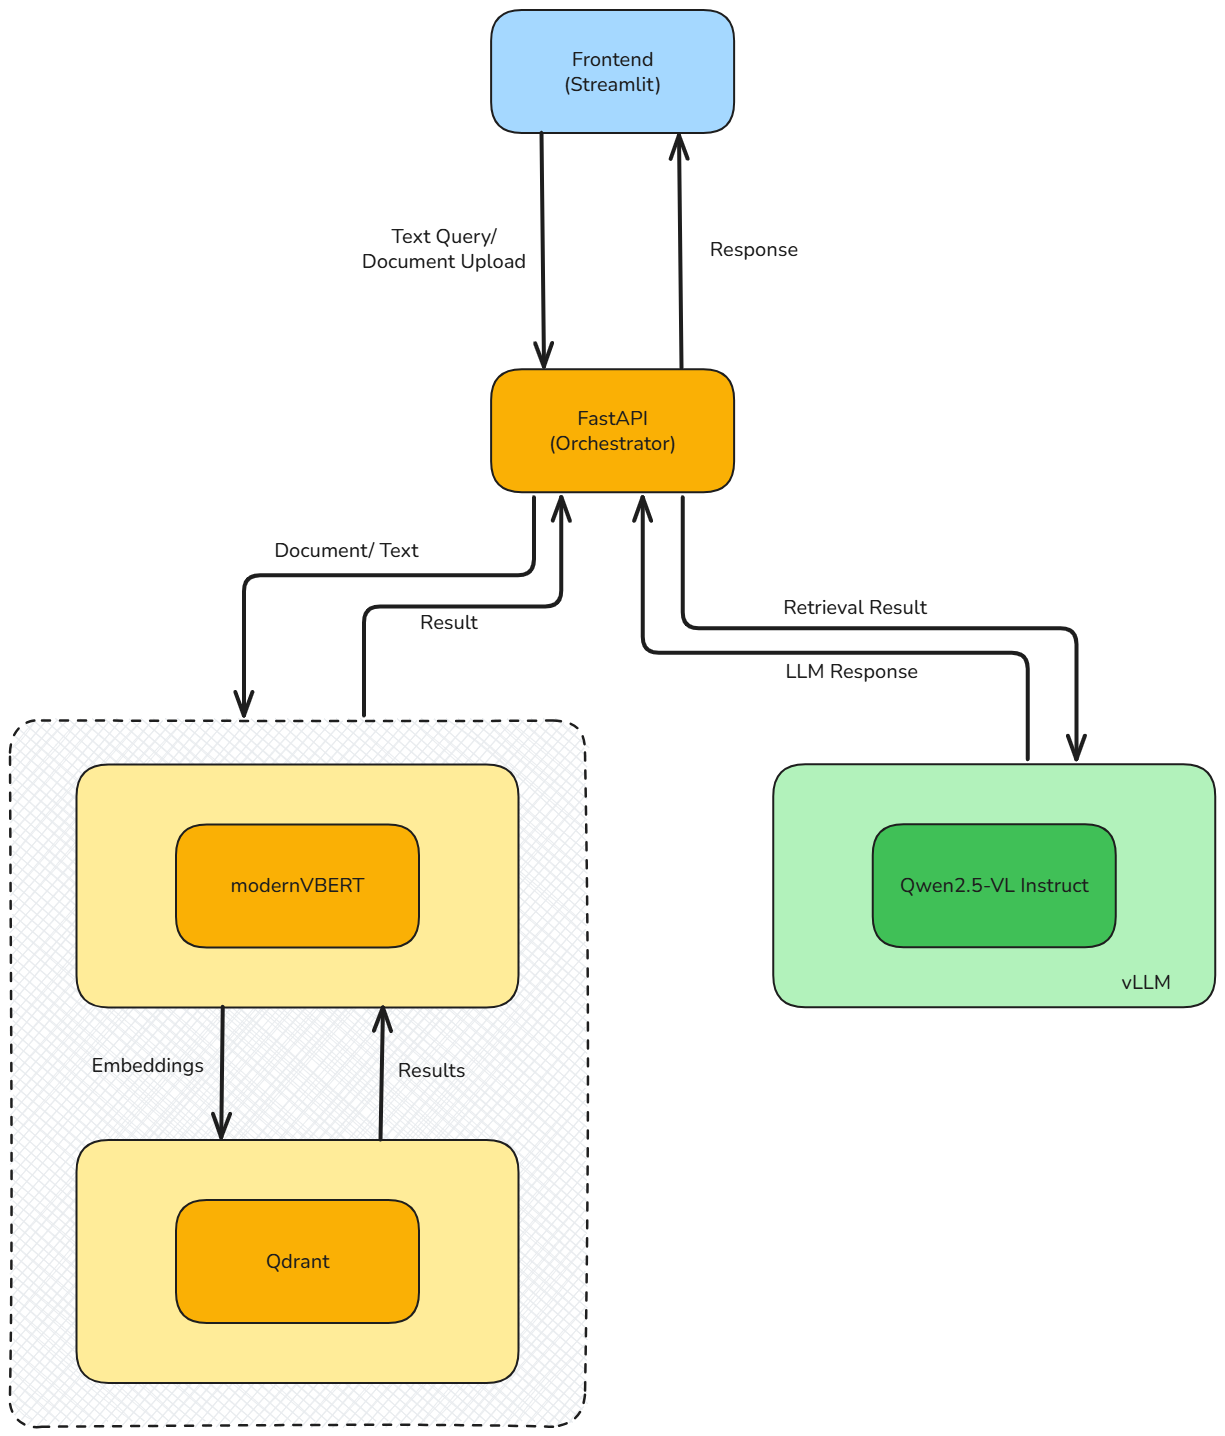 Frontend
(Streamlit)
Text Query/
Document Upload
Response
FastAPI
(Orchestrator)
Document/ Text
Result
Retrieval Result
LLM Response
modernVBERT
Qwen2.5-VL Instruct
vLLM
Embeddings
Results
Qdrant